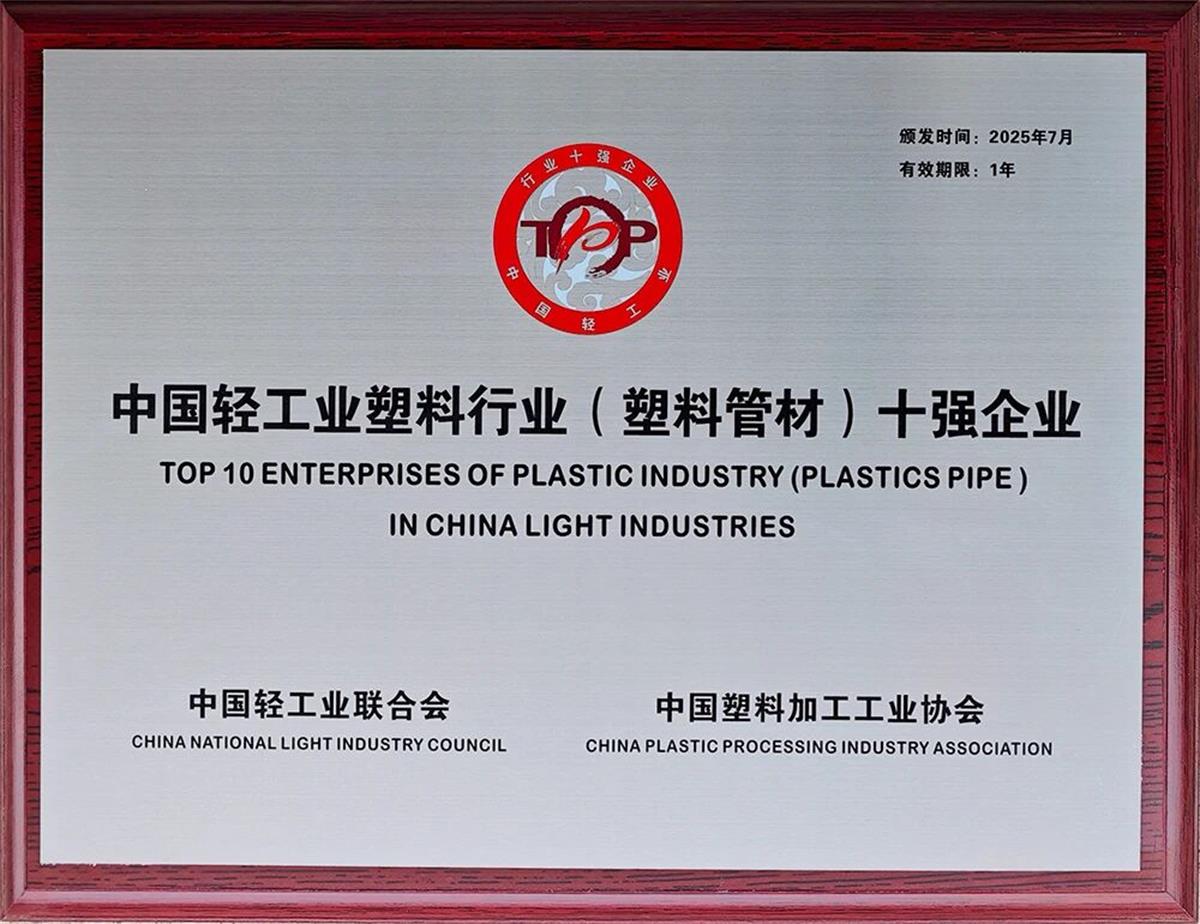 颁发时间：2025年7月
有效期限：1年
行业十强企业
TOP
中国轻工业
中国轻工业塑料行业（塑料管材）十强企业
TOP 10 ENTERPRISES OF PLASTIC INDUSTRY (PLASTICS PIPE )
IN CHINA LIGHT INDUSTRIES
中国轻工业联合会
CHINA NATIONAL LIGHT INDUSTRY COUNCIL
中国塑料加工工业协会
CHINA PLASTIC PROCESSING INDUSTRY ASSOCIATION